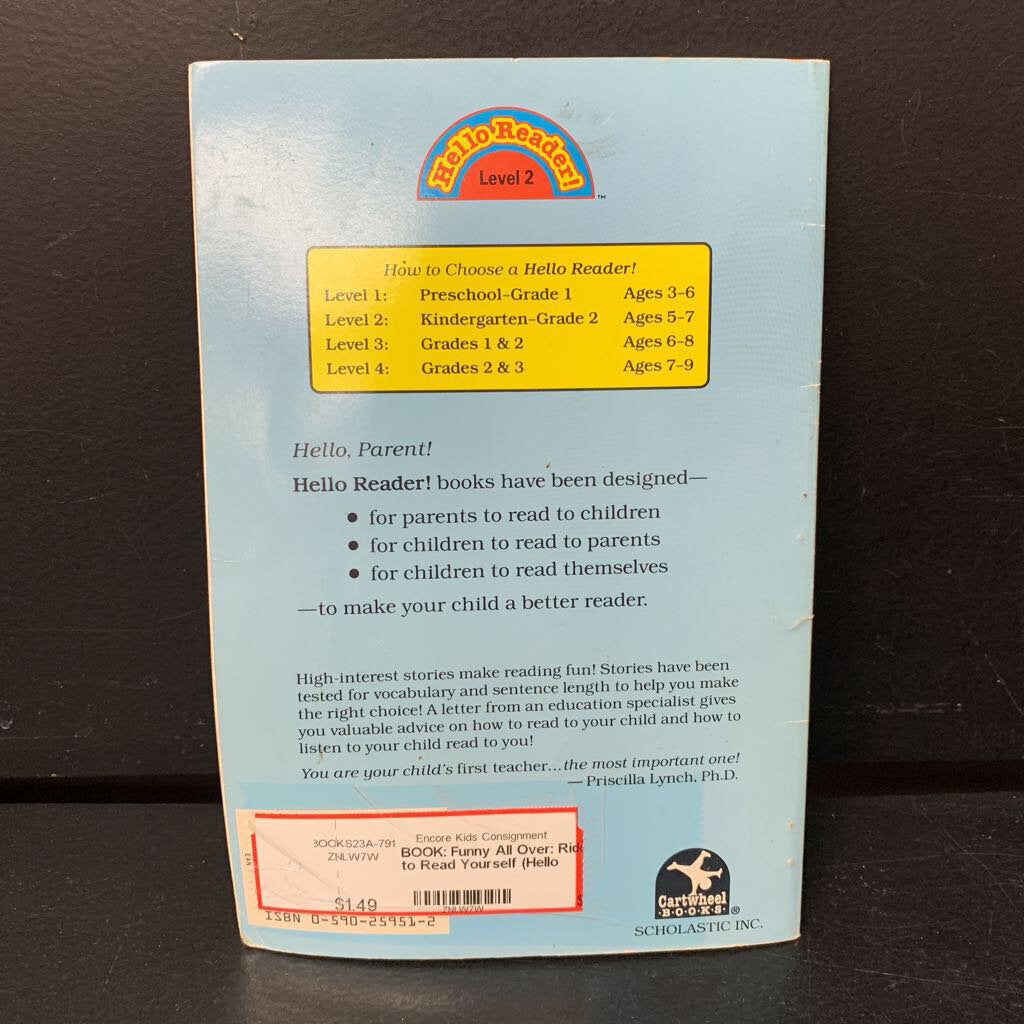 Hello Reader!
Level 2
™
How to Choose a Hello Reader!
Level 1: Preschool-Grade 1 Ages 3-6
Level 2: Kindergarten-Grade 2 Ages 5-7
Level 3: Grades 1 & 2 Ages 6-8
Level 4: Grades 2 & 3 Ages 7-9
Hello, Parent!
Hello Reader! books have been designed—
• for parents to read to children
• for children to read to parents
• for children to read themselves
—to make your child a better reader.
High-interest stories make reading fun! Stories have been
tested for vocabulary and sentence length to help you make
the right choice! A letter from an education specialist gives
you valuable advice on how to read to your child and how to
listen to your child read to you!
You are your child's first teacher...the most important one!
—Priscilla Lynch, Ph.D.
EAN
BOOKS23A-791
ZNLW7W
Encore Kids Consignment
BOOK: Funny All Over: Rid
to Read Yourself (Hello
$1.49
ZNLW7W
ISBN 0-590-25951-2
Cartwheel
·B·O·O·K·S· ®
SCHOLASTIC INC.